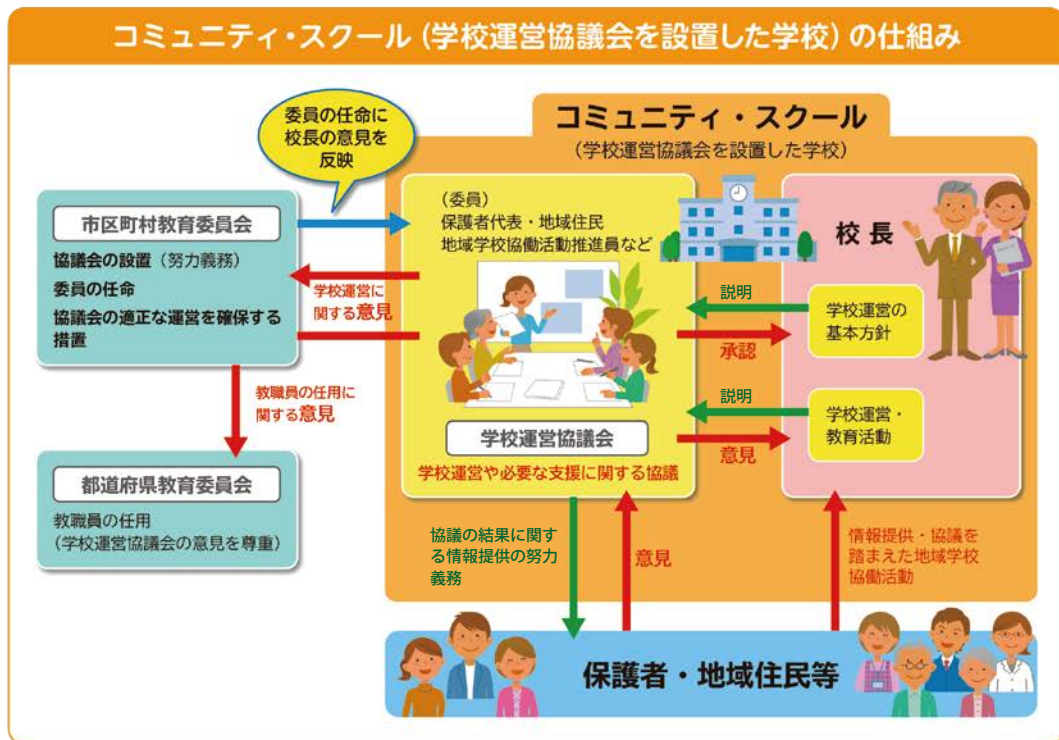 コミュニティ・スクール(学校運営協議会を設置した学校)の仕組み
委員の任命に
校長の意見を
反映
コミュニティ・スクール
(学校運営協議会を設置した学校)
市区町村教育委員会
協議会の設置(努力義務)
委員の任命
協議会の適正な運営を確保する
措置
学校運営に
関する意見
教職員の任用に
関する意見
都道府県教育委員会
教職員の任用
(学校運営協議会の意見を尊重)
(委員)
保護者代表・地域住民
地域学校協働活動推進員など
学校運営協議会
学校運営や必要な支援に関する協議
校長
説明
承認
学校運営の
基本方針
説明
意見
学校運営・
教育活動
協議の結果に関す
る情報提供の努力
義務
意見
情報提供・協議を
踏まえた地域学校
協働活動
保護者・地域住民等